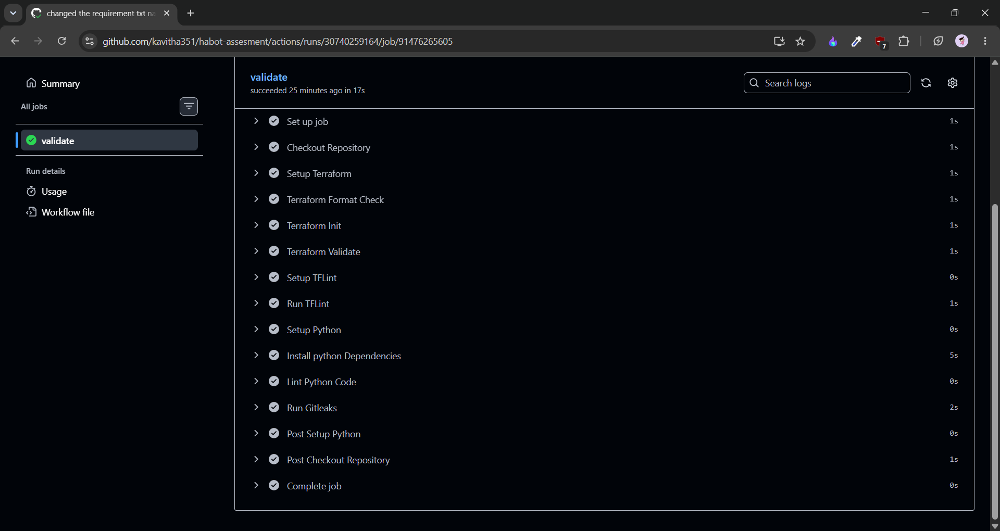 changed the requirement txt na
github.com/kavitha351/habot-assesment/actions/runs/30740259164/job/91476265605
7
Summary
All jobs
validate
Run details
Usage
Workflow file
validate
succeeded 25 minutes ago in 17s
Search logs
Set up job 1s
Checkout Repository 1s
Setup Terraform 1s
Terraform Format Check 1s
Terraform Init 1s
Terraform Validate 1s
Setup TFLint 0s
Run TFLint 1s
Setup Python 0s
Install python Dependencies 5s
Lint Python Code 0s
Run Gitleaks 2s
Post Setup Python 0s
Post Checkout Repository 1s
Complete job 0s